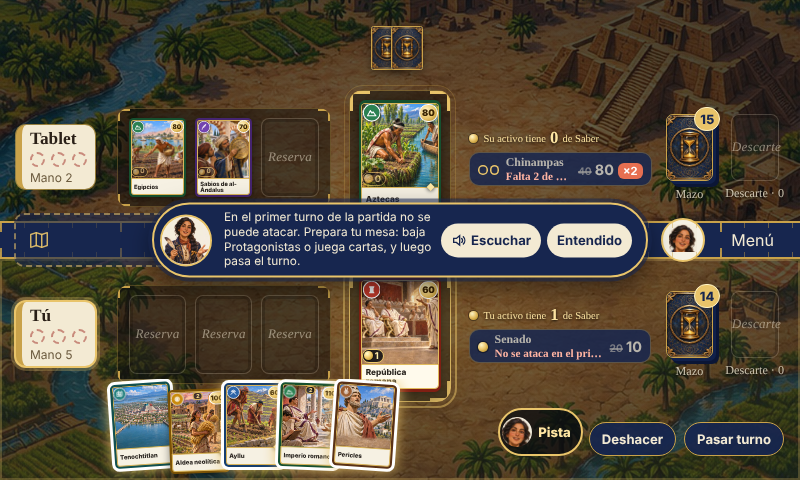 15
Tablet
Mano 2
80
Egipcios
70
Sabios de al-
Ándalus
Reserva
80
Aztecas
Su activo tiene 0 de Saber
Chinampas
Falta 2 de ...
40 80 ×2
Descarte
Mazo
Descarte · 0
En el primer turno de la partida no se
puede atacar. Prepara tu mesa: baja
Protagonistas o juega cartas, y luego
pasa el turno.
Escuchar
Entendido
Menú
Tú
Mano 5
Reserva
Reserva
Reserva
60
1
República
Tu activo tiene 1 de Saber
Senado
No se ataca en el pri...
20 10
14
Descarte
Mazo
Descarte · 0
Tenochtitlan
2
Aldea neolítica
60
Ayllu
2
Imperio romano
Pericles
Pista
Deshacer
Pasar turno